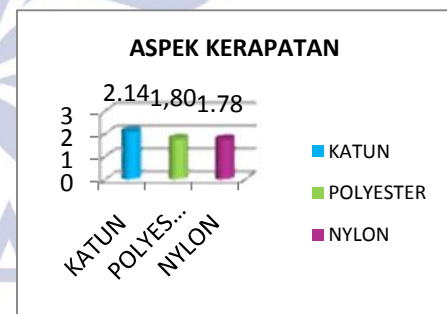 ASPEK KERAPATAN
2.14 1,80 1.78
3
2
1
0
KATUN
POLYES...
NYLON
KATUN
POLYESTER
NYLON